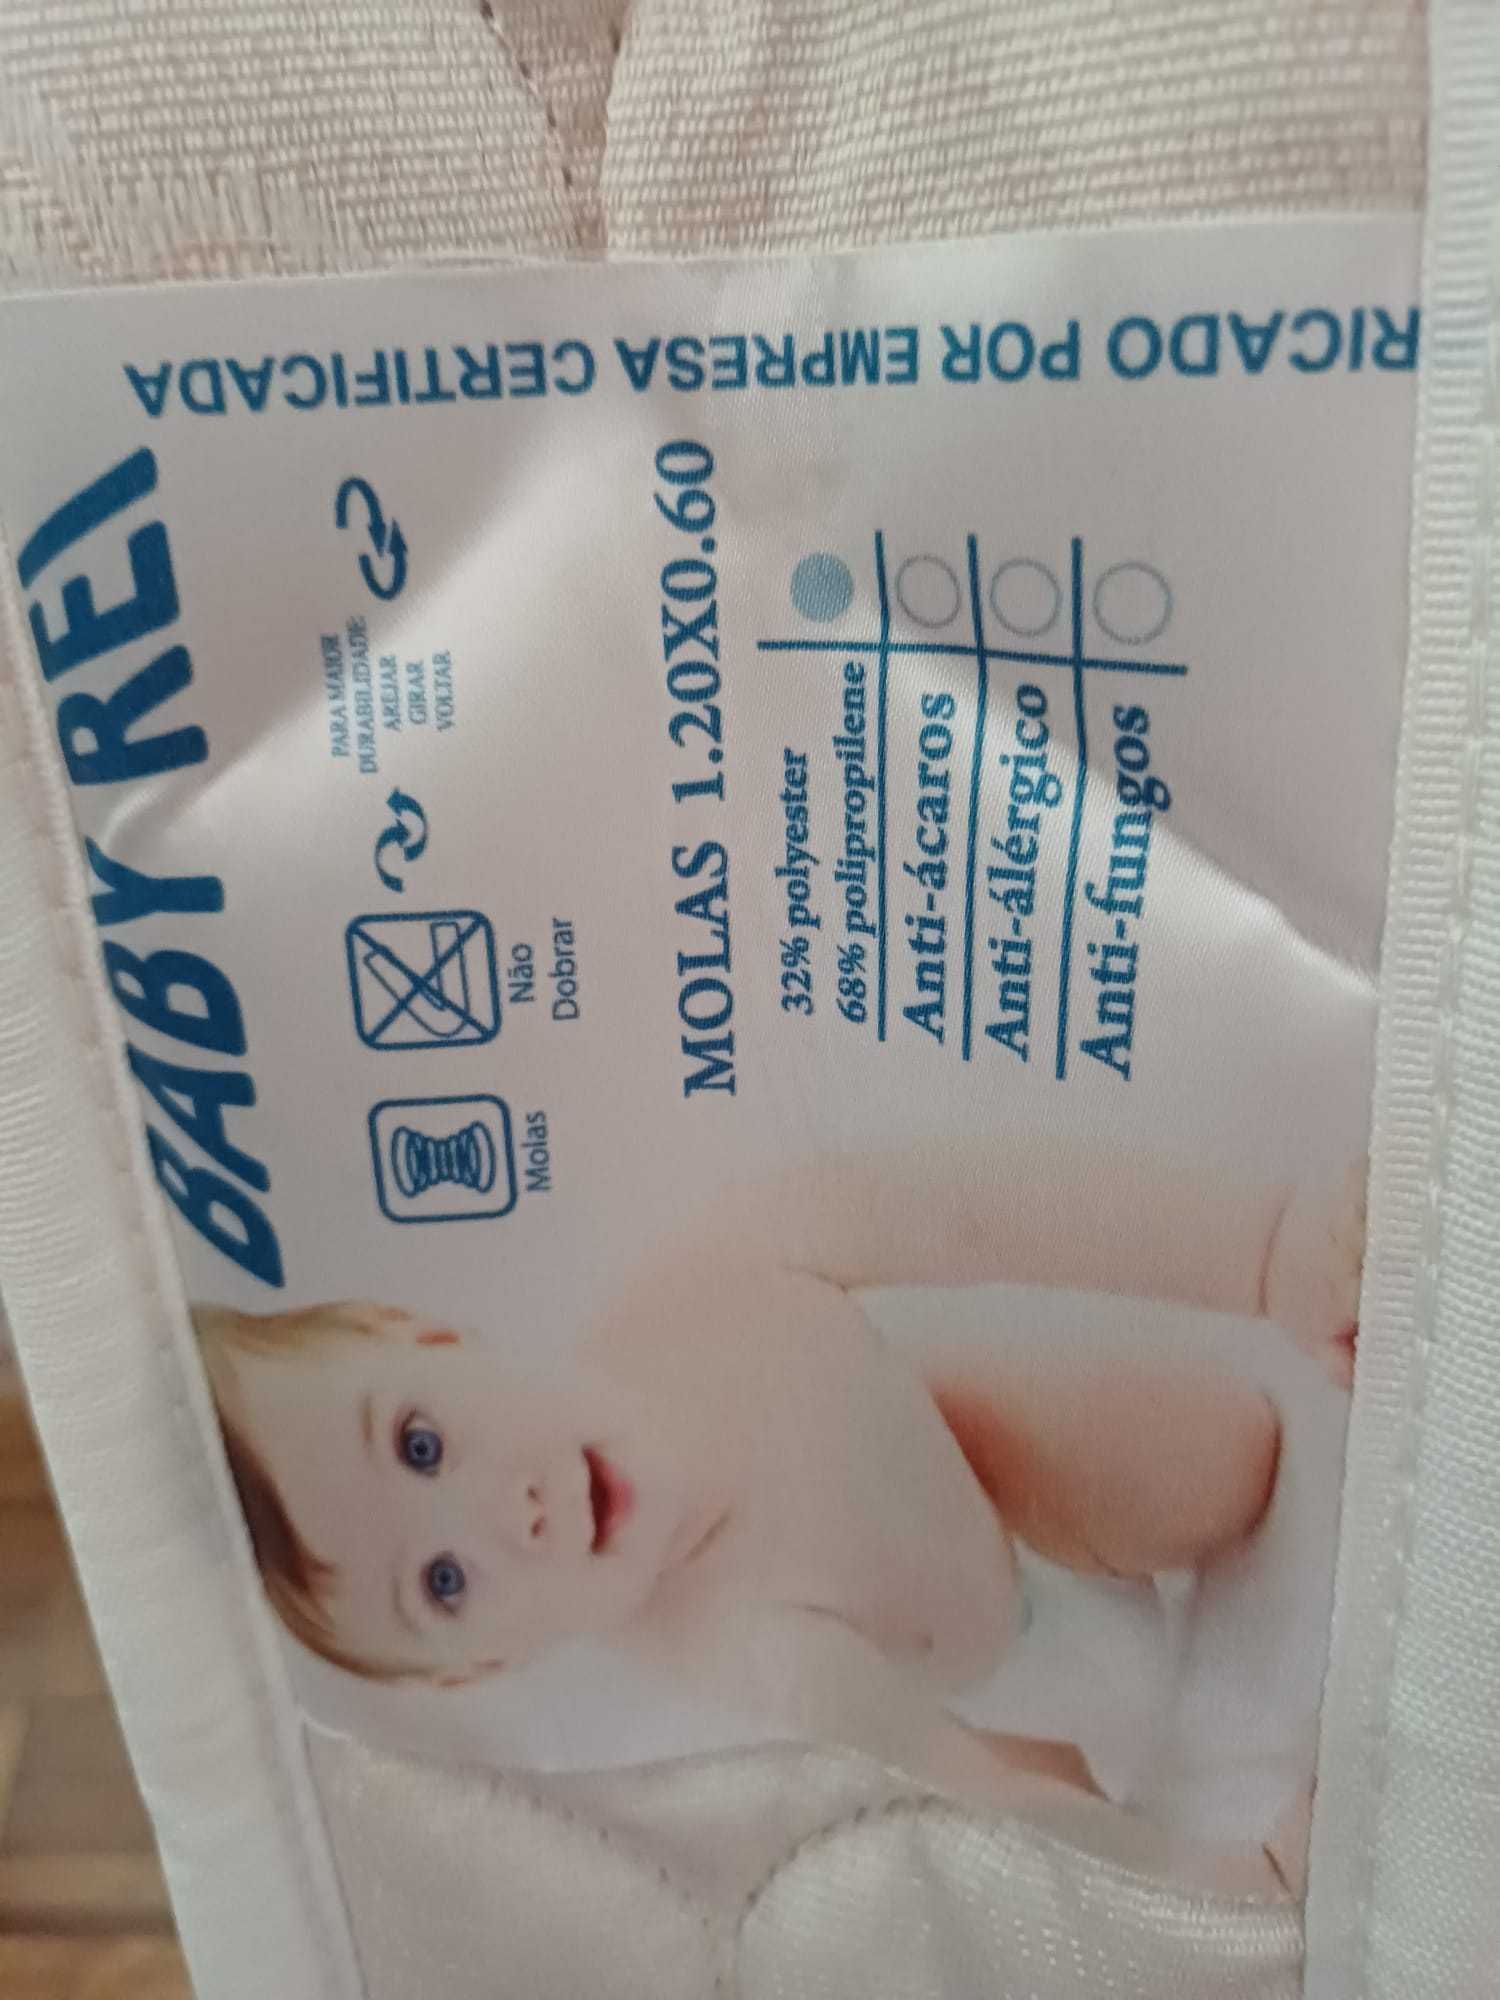 BABY REI
Molas
Não
Dobrar
PARA MAIOR
DURABILIDADE:
AREJAR
GIRAR
VOLTAR
MOLAS 1.20X0.60
32% polyester
68% polipropilene
Anti-ácaros
Anti-álérgico
Anti-fungos
RICADO POR EMPRESA CERTIFICADA